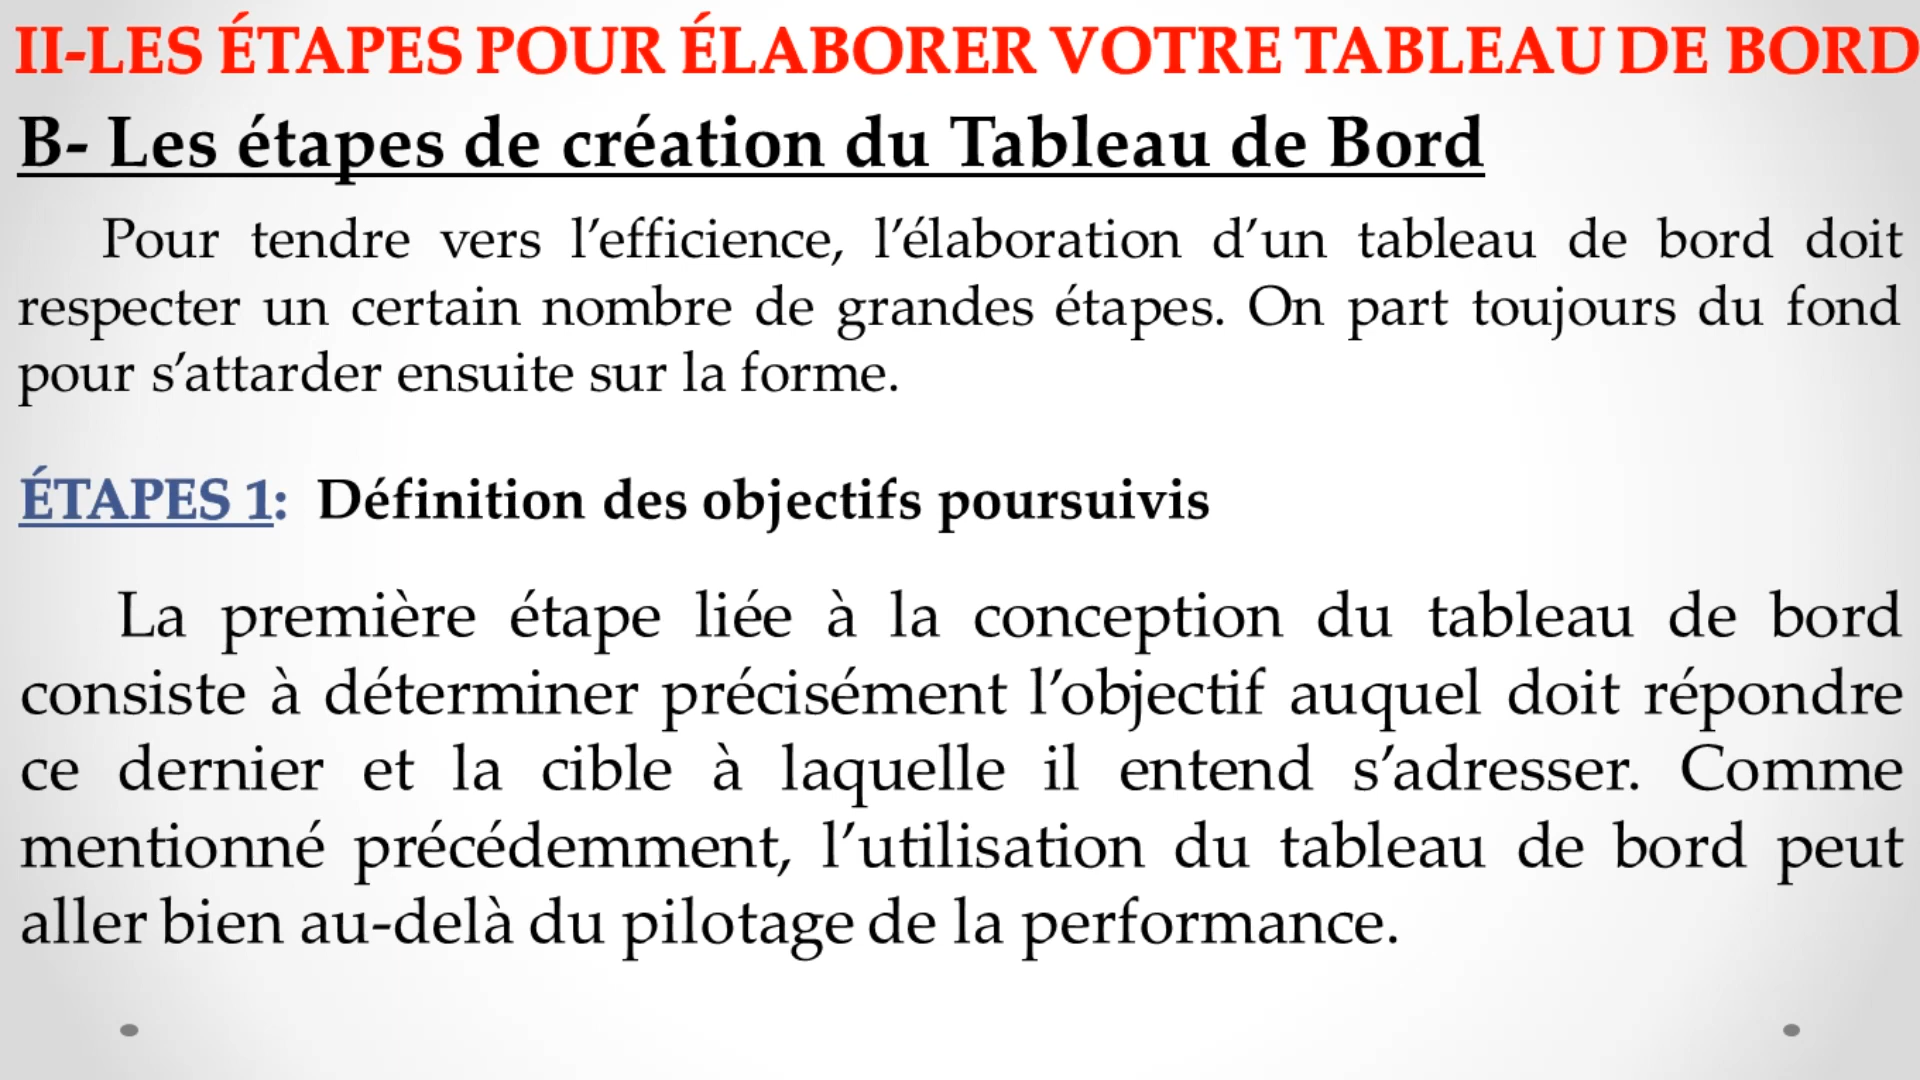 II-LES ÉTAPES POUR ÉLABORER VOTRE TABLEAU DE BORD
B- Les étapes de création du Tableau de Bord
Pour tendre vers l’efficience, l’élaboration d’un tableau de bord doit
respecter un certain nombre de grandes étapes. On part toujours du fond
pour s’attarder ensuite sur la forme.
ÉTAPES 1: Définition des objectifs poursuivis
La première étape liée à la conception du tableau de bord
consiste à déterminer précisément l’objectif auquel doit répondre
ce dernier et la cible à laquelle il entend s’adresser. Comme
mentionné précédemment, l’utilisation du tableau de bord peut
aller bien au-delà du pilotage de la performance.